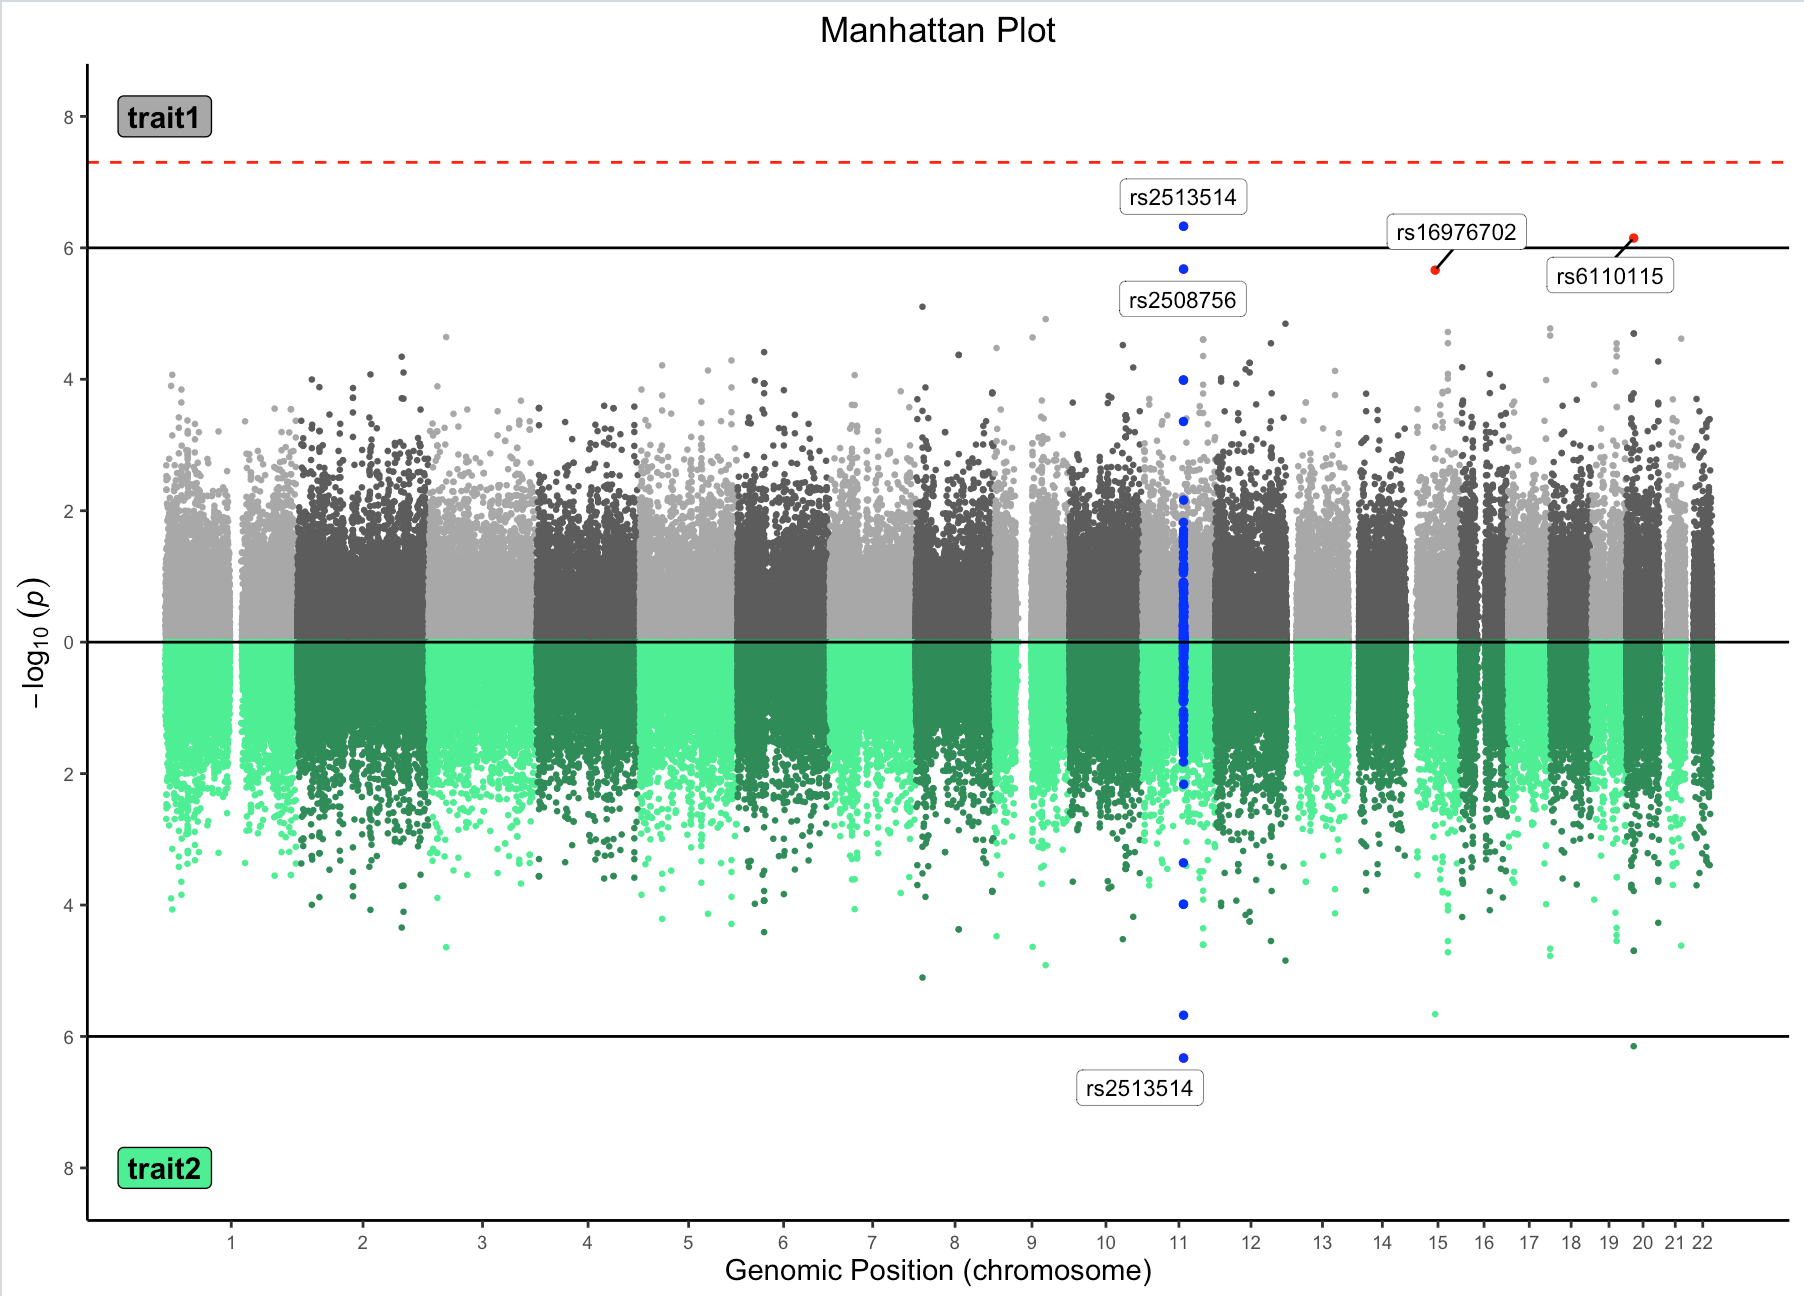 Manhattan Plot
trait1
8
rs2513514
rs16976702
6
rs6110115
rs2508756
4
2
0
2
4
6
rs2513514
trait2
8
−log10 (p)
1 2 3 4 5 6 7 8 9 10 11 12 13 14 15 16 17 18 19 20 21 22
Genomic Position (chromosome)